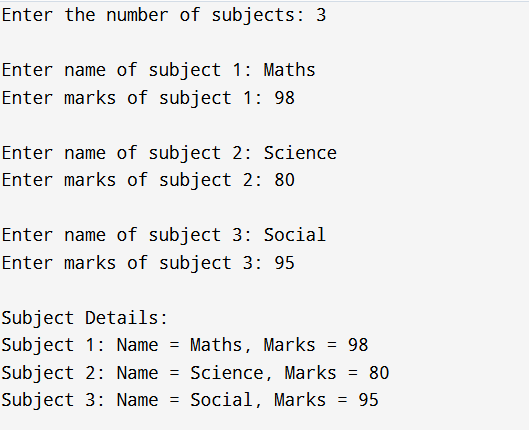 Enter the number of subjects: 3
Enter name of subject 1: Maths
Enter marks of subject 1: 98
Enter name of subject 2: Science
Enter marks of subject 2: 80
Enter name of subject 3: Social
Enter marks of subject 3: 95
Subject Details:
Subject 1: Name = Maths, Marks = 98
Subject 2: Name = Science, Marks = 80
Subject 3: Name = Social, Marks = 95